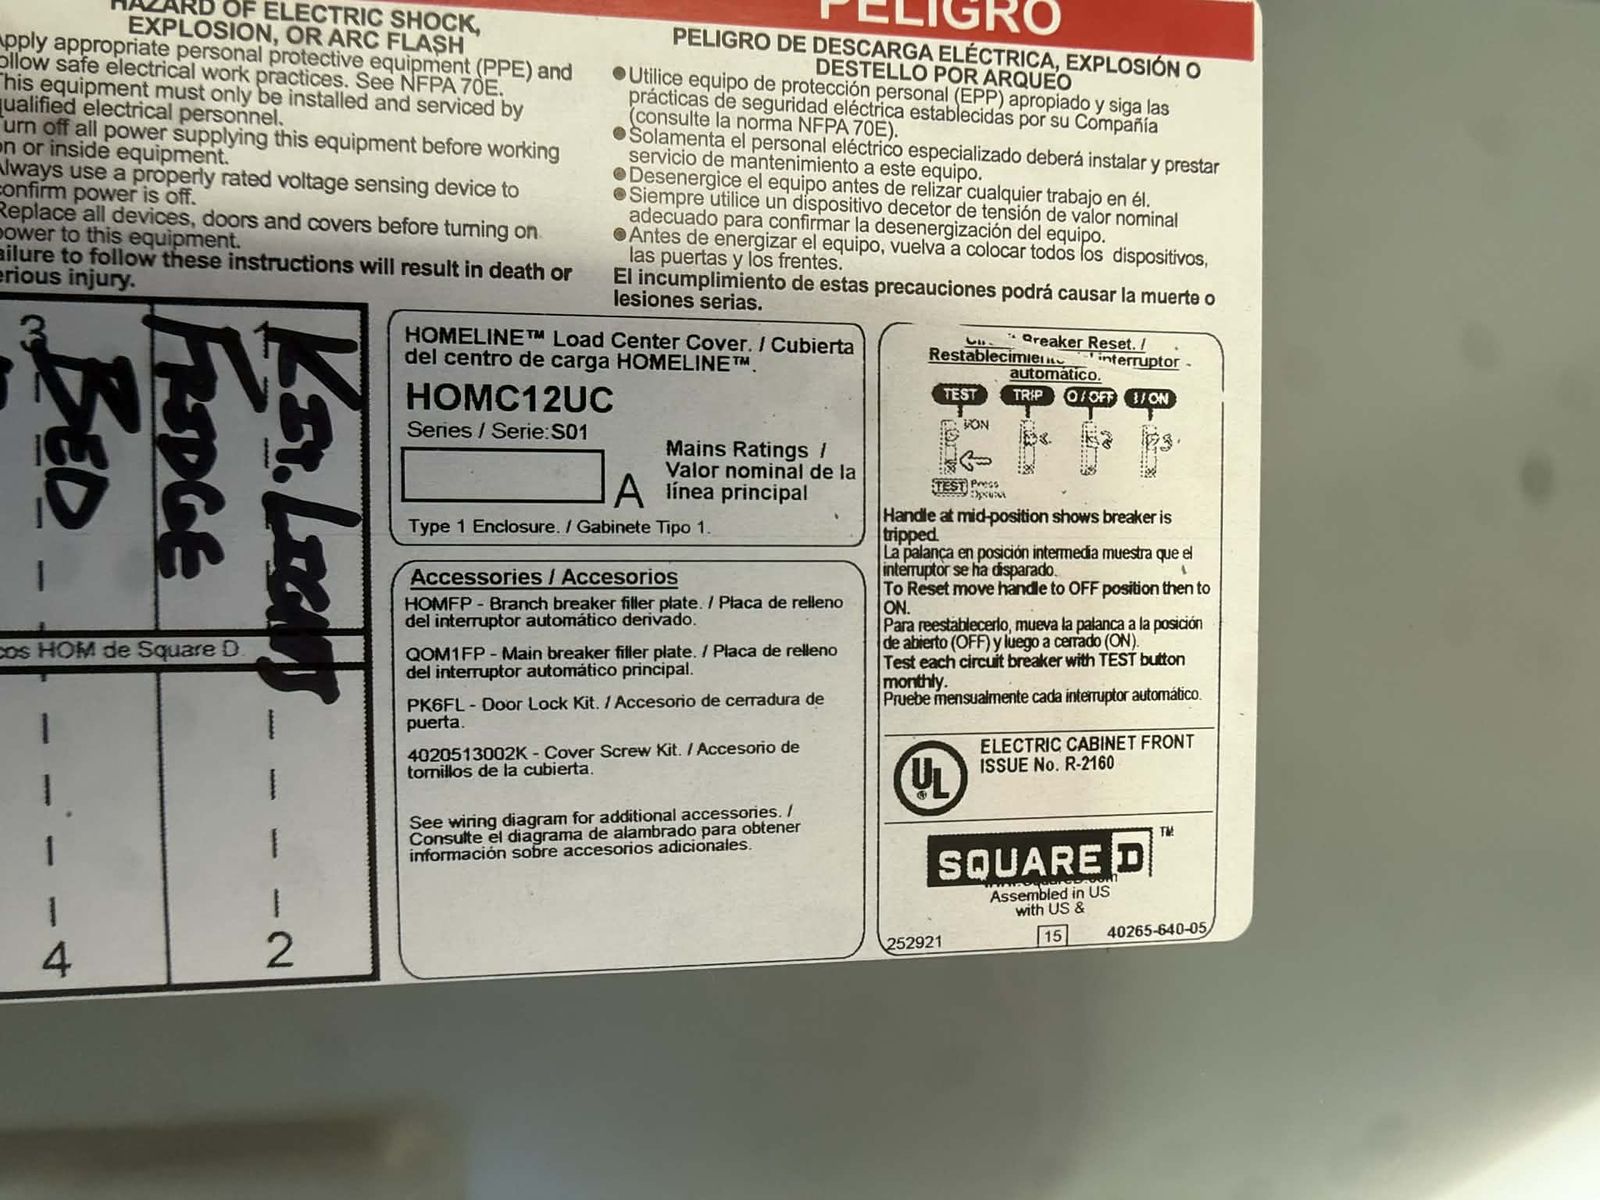 HAZARD OF ELECTRIC SHOCK,
EXPLOSION, OR ARC FLASH
Apply appropriate personal protective equipment (PPE) and
follow safe electrical work practices. See NFPA 70E.
This equipment must only be installed and serviced by
qualified electrical personnel.
Turn off all power supplying this equipment before working
on or inside equipment.
Always use a properly rated voltage sensing device to
confirm power is off.
Replace all devices, doors and covers before turning on
power to this equipment.
Failure to follow these instructions will result in death or
serious injury.
PELIGRO
PELIGRO DE DESCARGA ELÉCTRICA, EXPLOSIÓN O
DESTELLO POR ARQUEO
●Utilice equipo de protección personal (EPP) apropiado y siga las
prácticas de seguridad eléctrica establecidas por su Compañía
(consulte la norma NFPA 70E).
●Solamenta el personal eléctrico especializado deberá instalar y prestar
servicio de mantenimiento a este equipo.
●Desenergice el equipo antes de relizar cualquier trabajo en él.
●Siempre utilice un dispositivo decetor de tensión de valor nominal
adecuado para confirmar la desenergización del equipo.
●Antes de energizar el equipo, vuelva a colocar todos los dispositivos,
las puertas y los frentes.
El incumplimiento de estas precauciones podrá causar la muerte o
lesiones serias.
3
BED
1
KIT. LIGHTS
FRIDGE
cos HOM de Square D.
4
2
HOMELINE™ Load Center Cover. / Cubierta
del centro de carga HOMELINE™.
HOMC12UC
Series / Serie:S01
A
Mains Ratings /
Valor nominal de la
línea principal
Type 1 Enclosure. / Gabinete Tipo 1.
Accessories / Accesorios
HOMFP - Branch breaker filler plate. / Placa de relleno
del interruptor automático derivado.
QOM1FP - Main breaker filler plate. / Placa de relleno
del interruptor automático principal.
PK6FL - Door Lock Kit. / Accesorio de cerradura de
puerta.
4020513002K - Cover Screw Kit. / Accesorio de
tornillos de la cubierta.
See wiring diagram for additional accessories. /
Consulte el diagrama de alambrado para obtener
información sobre accesorios adicionales.
Breaker Reset. /
Restablecimiento interruptor
automático.
TEST TRIP O/OFF I/ON
I/ON
TEST Press
Handle at mid-position shows breaker is
tripped.
La palanca en posición intermedia muestra que el
interruptor se ha disparado.
To Reset move handle to OFF position then to
ON.
Para reestablecerlo, mueva la palanca a la posición
de abierto (OFF) y luego a cerrado (ON).
Test each circuit breaker with TEST button
monthly.
Pruebe mensualmente cada interruptor automático.
UL
®
ELECTRIC CABINET FRONT
ISSUE No. R-2160
SQUARE D ™
Assembled in US
with US &
252921
15
40265-640-05